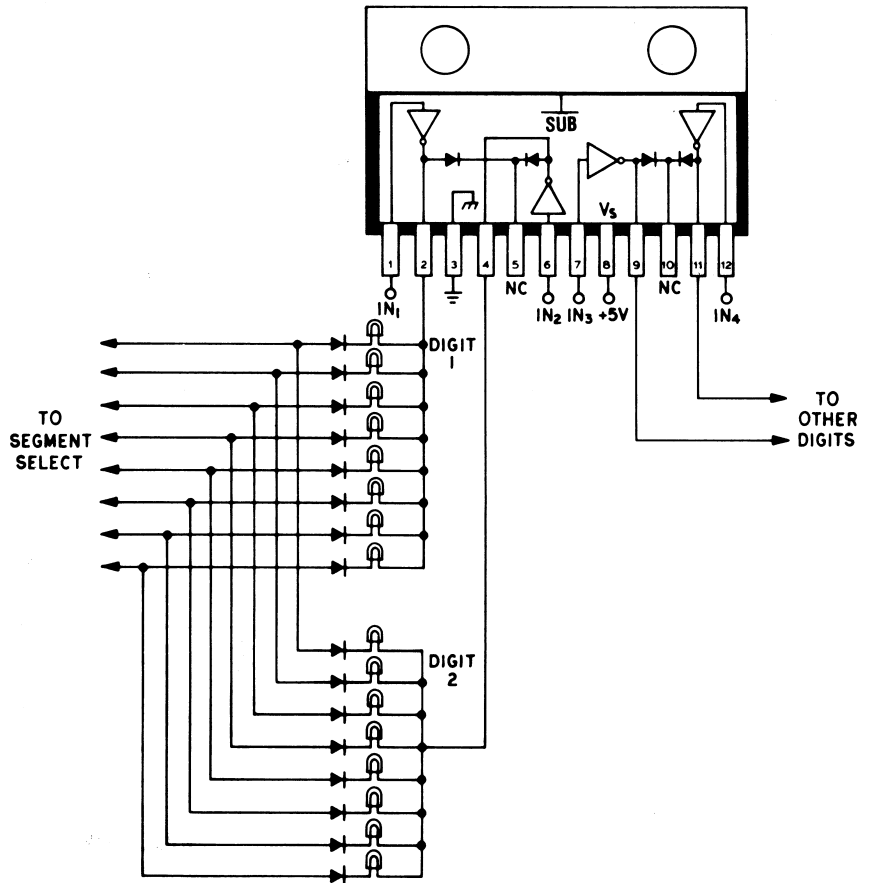 SUB
Vs
1 2 3 4 5 6 7 8 9 10 11 12
NC
NC
IN1
IN2 IN3 +5V
IN4
DIGIT
1
TO
SEGMENT
SELECT
TO
OTHER
DIGITS
DIGIT
2